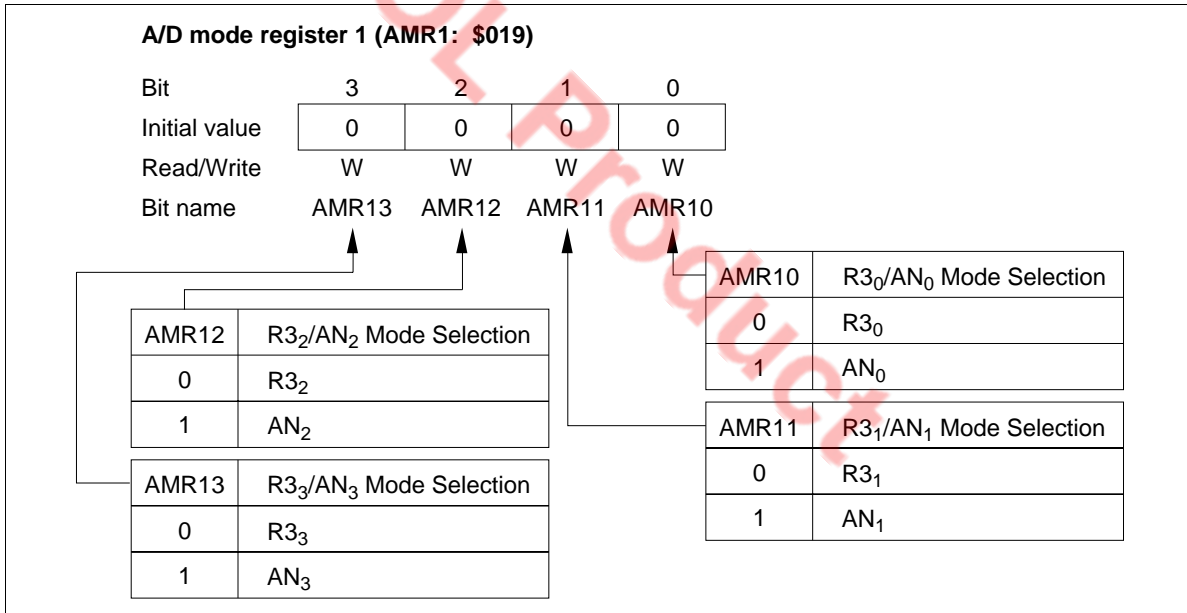 A/D mode register 1 (AMR1: $019)
Bit 3 2 1 0
Initial value 0 0 0 0
Read/Write W W W W
Bit name AMR13 AMR12 AMR11 AMR10
AMR10 R3₀/AN₀ Mode Selection
0 R3₀
1 AN₀
AMR12 R3₂/AN₂ Mode Selection
0 R3₂
1 AN₂
AMR11 R3₁/AN₁ Mode Selection
0 R3₁
1 AN₁
AMR13 R3₃/AN₃ Mode Selection
0 R3₃
1 AN₃
L Product